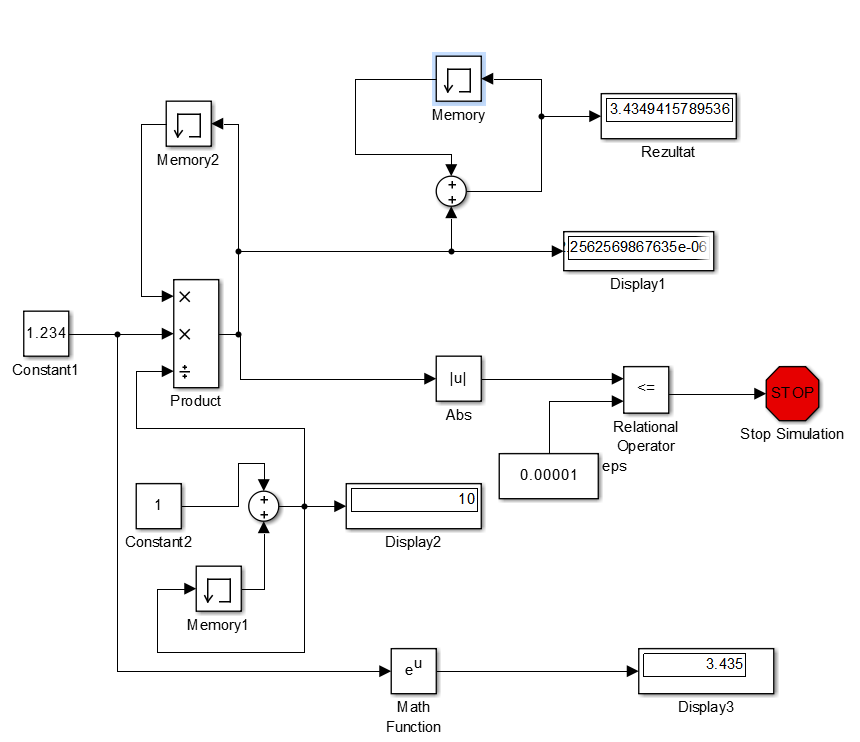 Memory
3.4349415789536
Rezultat
Memory2
.2562569867635e-06
Display1
×
×
÷
Product
1.234
Constant1
|u|
Abs
<=
Relational
Operator
STOP
Stop Simulation
0.00001
eps
1
Constant2
+
+
+
+
10
Display2
Memory1
e^u
Math
Function
3.435
Display3